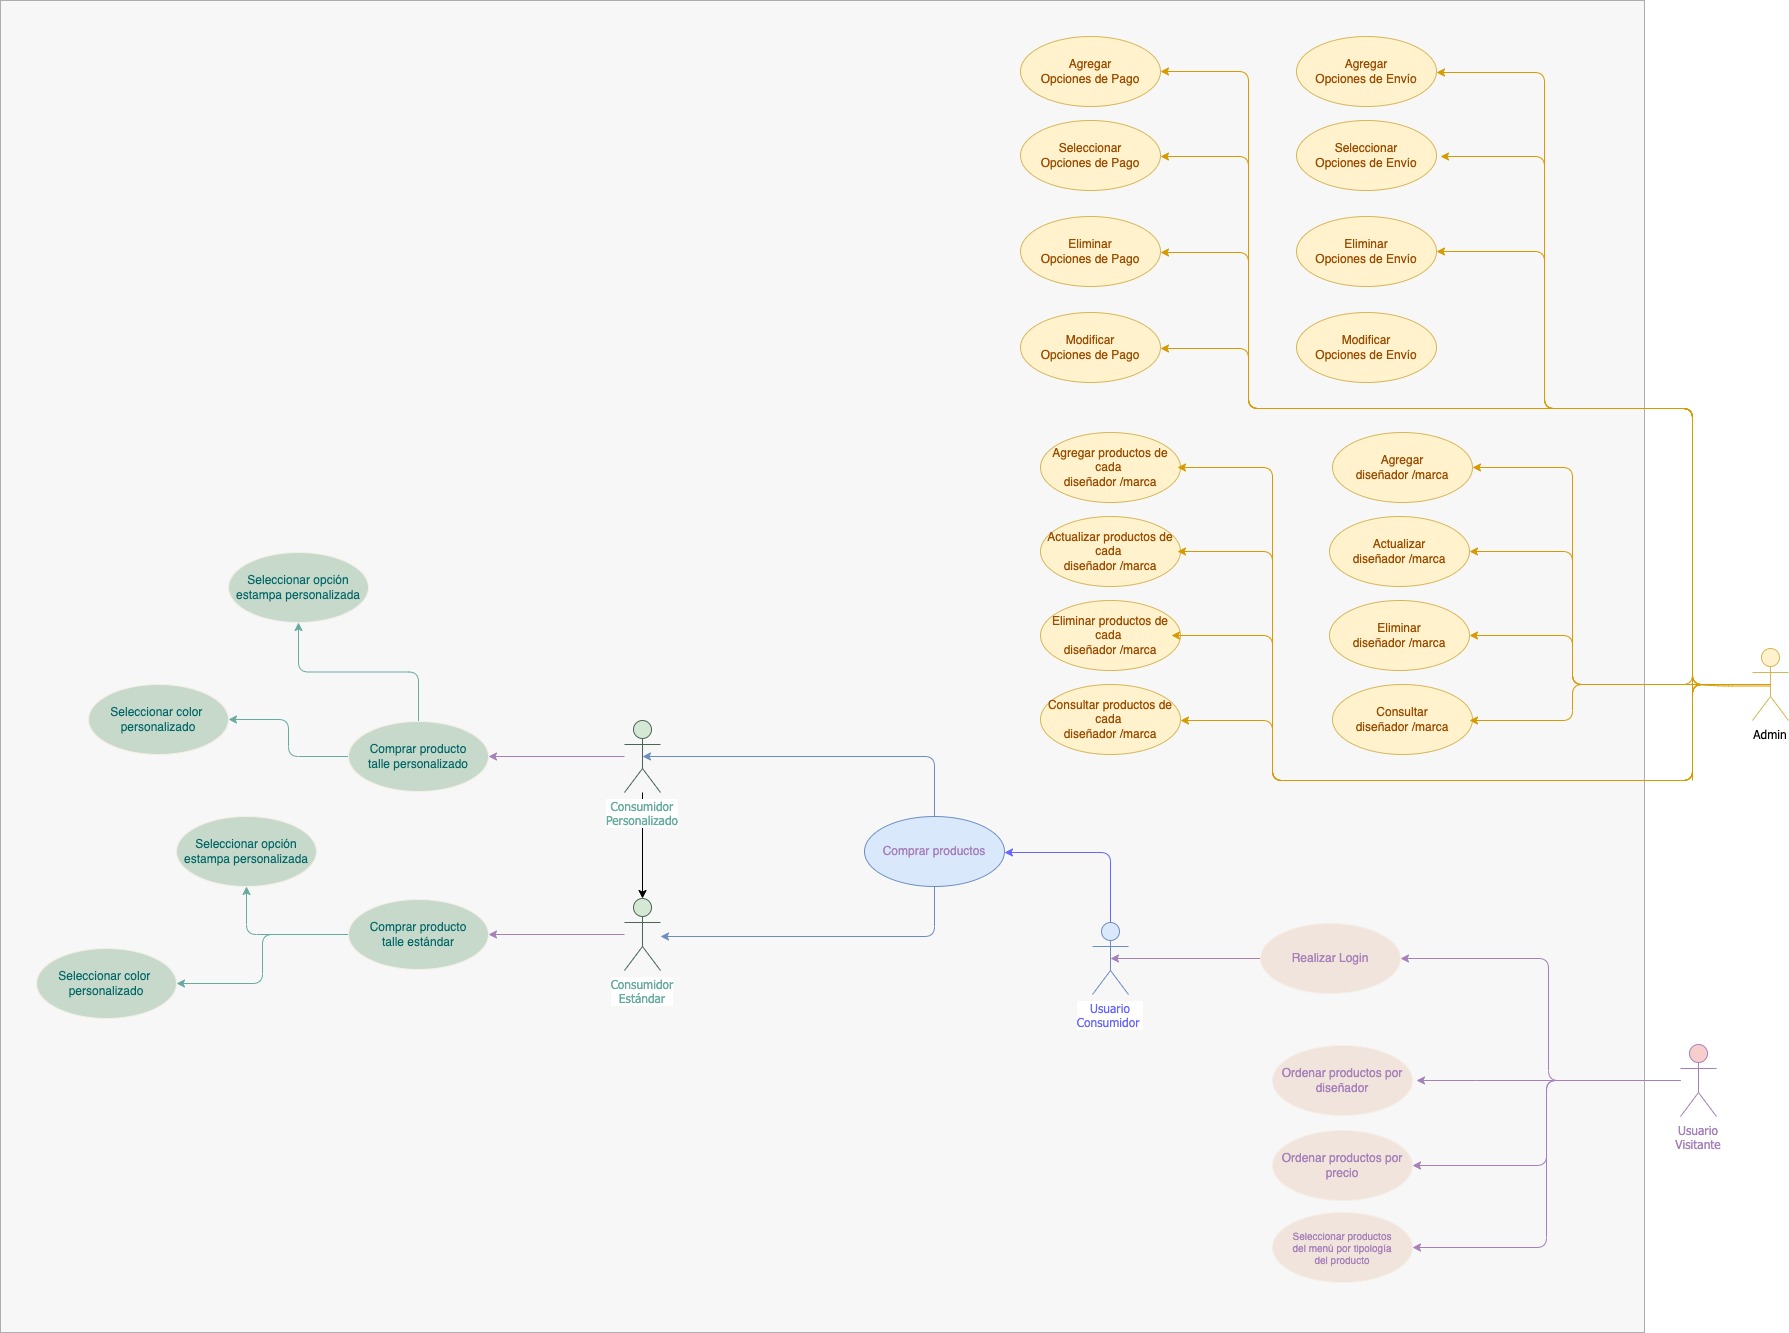 Agregar
Opciones de Pago
Agregar
Opciones de Envío
Seleccionar
Opciones de Pago
Seleccionar
Opciones de Envío
Eliminar
Opciones de Pago
Eliminar
Opciones de Envío
Modificar
Opciones de Pago
Modificar
Opciones de Envío
Agregar productos de
cada
diseñador /marca
Agregar
diseñador /marca
Actualizar productos de
cada
diseñador /marca
Actualizar
diseñador /marca
Eliminar productos de
cada
diseñador /marca
Eliminar
diseñador /marca
Consultar productos de
cada
diseñador /marca
Consultar
diseñador /marca
Admin
Seleccionar opción
estampa personalizada
Seleccionar color
personalizado
Comprar producto
talle personalizado
Consumidor
Personalizado
Seleccionar opción
estampa personalizada
Comprar productos
Comprar producto
talle estándar
Seleccionar color
personalizado
Consumidor
Estándar
Usuario
Consumidor
Realizar Login
Ordenar productos por
diseñador
Usuario
Visitante
Ordenar productos por
precio
Seleccionar productos
del menú por tipología
del producto